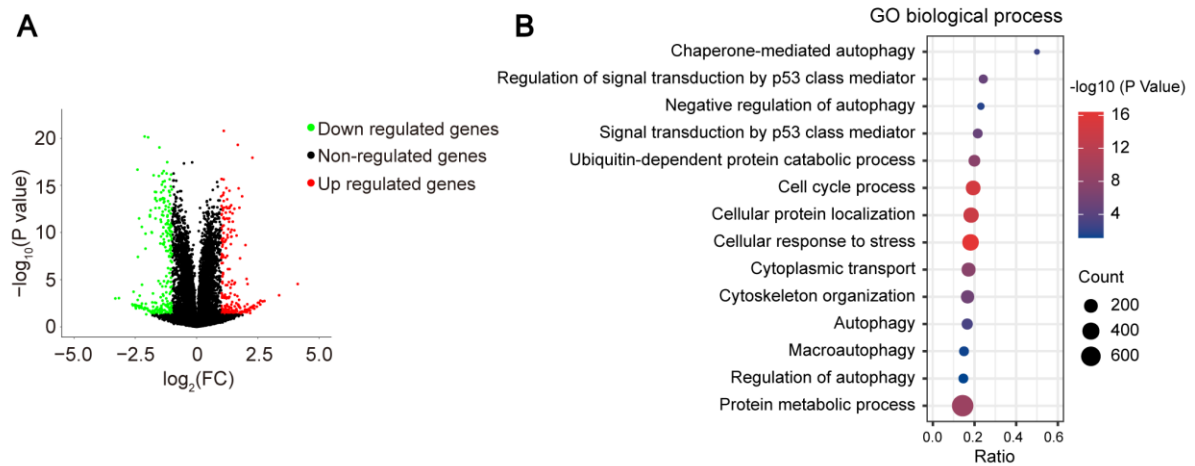 A
20
15
10
5
0
−log10(P value)
−5.0
−2.5
0
2.5
5.0
log2(FC)
Down regulated genes
Non-regulated genes
Up regulated genes
B
GO biological process
Chaperone-mediated autophagy
Regulation of signal transduction by p53 class mediator
Negative regulation of autophagy
Signal transduction by p53 class mediator
Ubiquitin-dependent protein catabolic process
Cell cycle process
Cellular protein localization
Cellular response to stress
Cytoplasmic transport
Cytoskeleton organization
Autophagy
Macroautophagy
Regulation of autophagy
Protein metabolic process
0.0
0.2
0.4
0.6
Ratio
-log10 (P Value)
16
12
8
4
Count
200
400
600